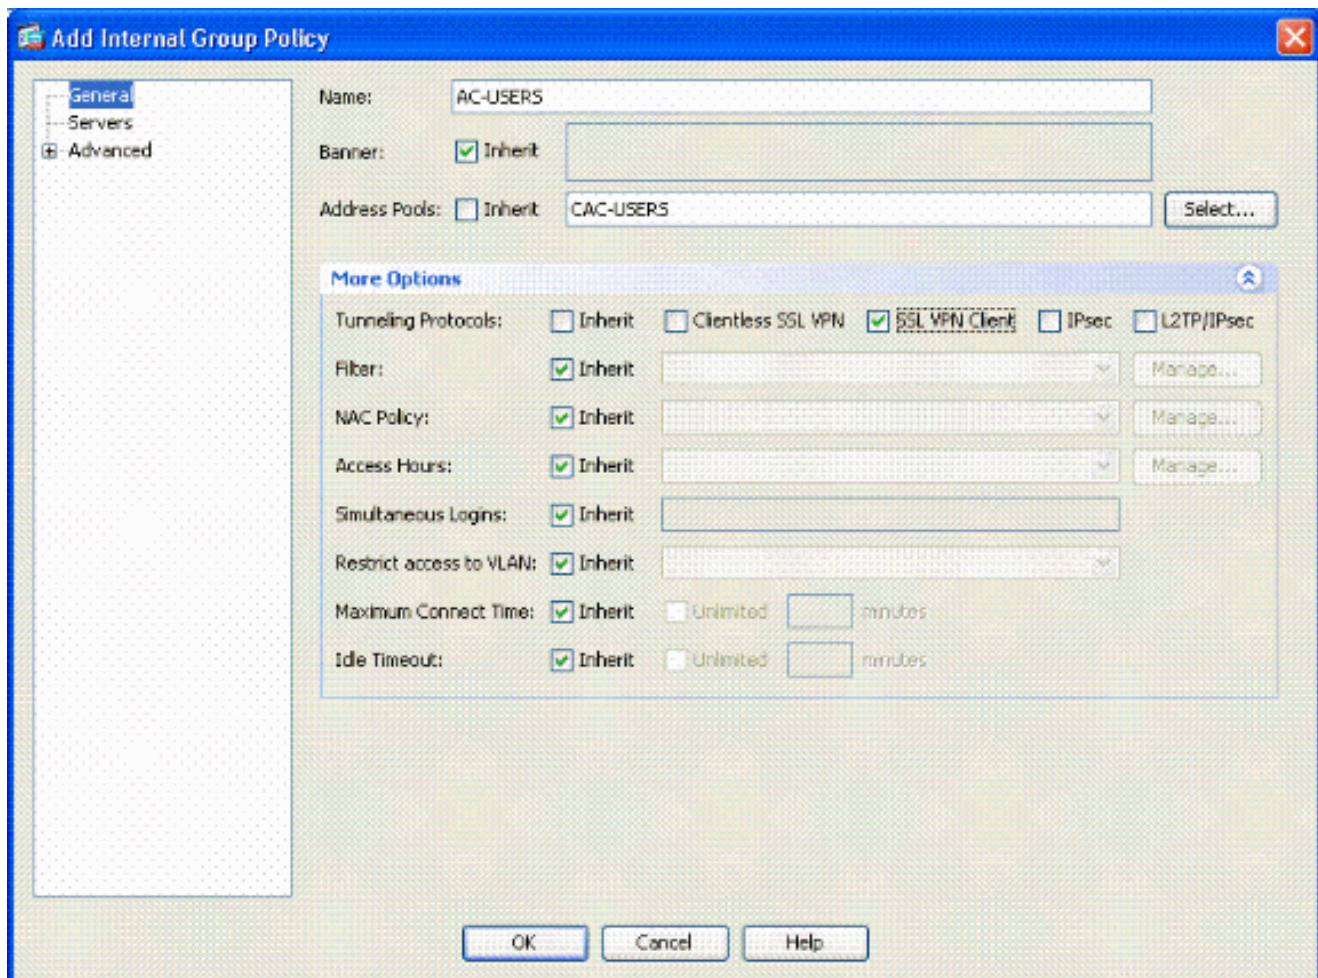 Add Internal Group Policy
General
Servers
Advanced
Name: AC-USERS
Banner: Inherit
Address Pools: Inherit CAC-USERS Select...
More Options
Tunneling Protocols: Inherit Clientless SSL VPN SSL VPN Client IPsec L2TP/IPsec
Filter: Inherit Manage...
NAC Policy: Inherit Manage...
Access Hours: Inherit Manage...
Simultaneous Logins: Inherit
Restrict access to VLAN: Inherit
Maximum Connect Time: Inherit Unlimited minutes
Idle Timeout: Inherit Unlimited minutes
OK Cancel Help